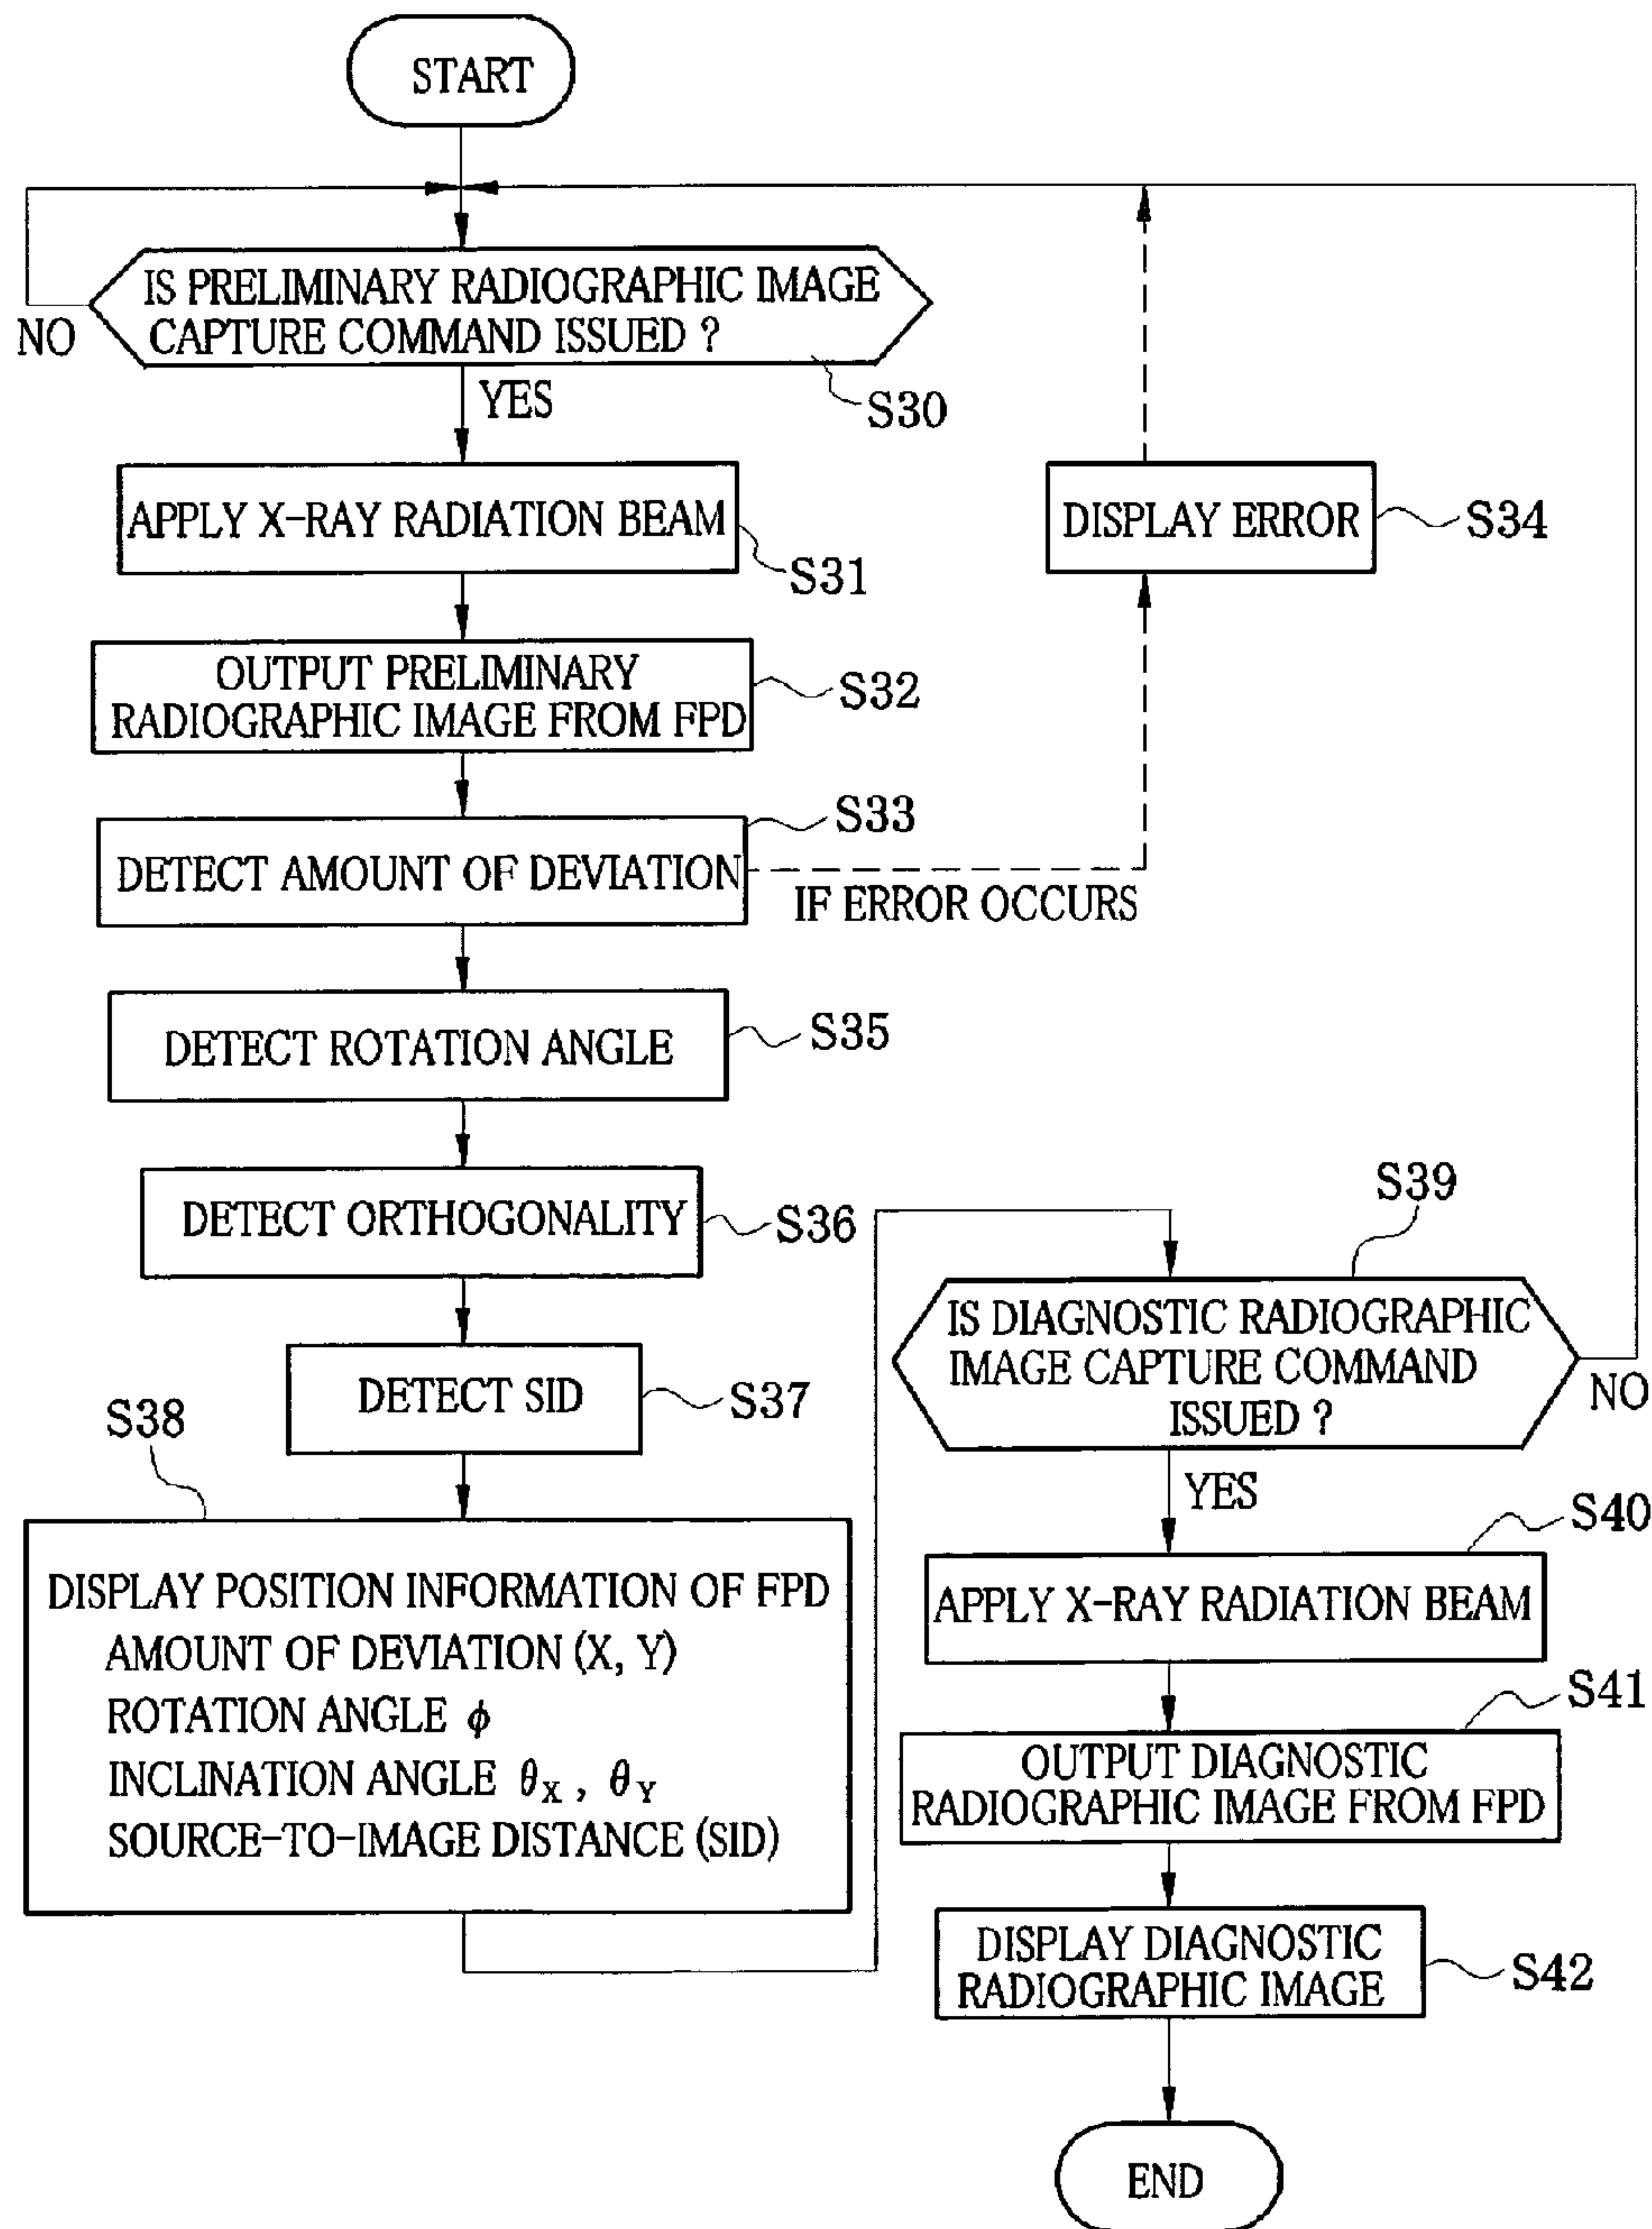 START
IS PRELIMINARY RADIOGRAPHIC IMAGE
CAPTURE COMMAND ISSUED ?
NO
YES
S30
APPLY X-RAY RADIATION BEAM
S31
OUTPUT PRELIMINARY
RADIOGRAPHIC IMAGE FROM FPD
S32
DETECT AMOUNT OF DEVIATION
S33
IF ERROR OCCURS
DISPLAY ERROR
S34
DETECT ROTATION ANGLE
S35
DETECT ORTHOGONALITY
S36
DETECT SID
S37
S38
DISPLAY POSITION INFORMATION OF FPD
AMOUNT OF DEVIATION (X, Y)
ROTATION ANGLE ϕ
INCLINATION ANGLE θX , θY
SOURCE-TO-IMAGE DISTANCE (SID)
S39
IS DIAGNOSTIC RADIOGRAPHIC
IMAGE CAPTURE COMMAND
ISSUED ?
NO
YES
S40
APPLY X-RAY RADIATION BEAM
S41
OUTPUT DIAGNOSTIC
RADIOGRAPHIC IMAGE FROM FPD
DISPLAY DIAGNOSTIC
RADIOGRAPHIC IMAGE
S42
END